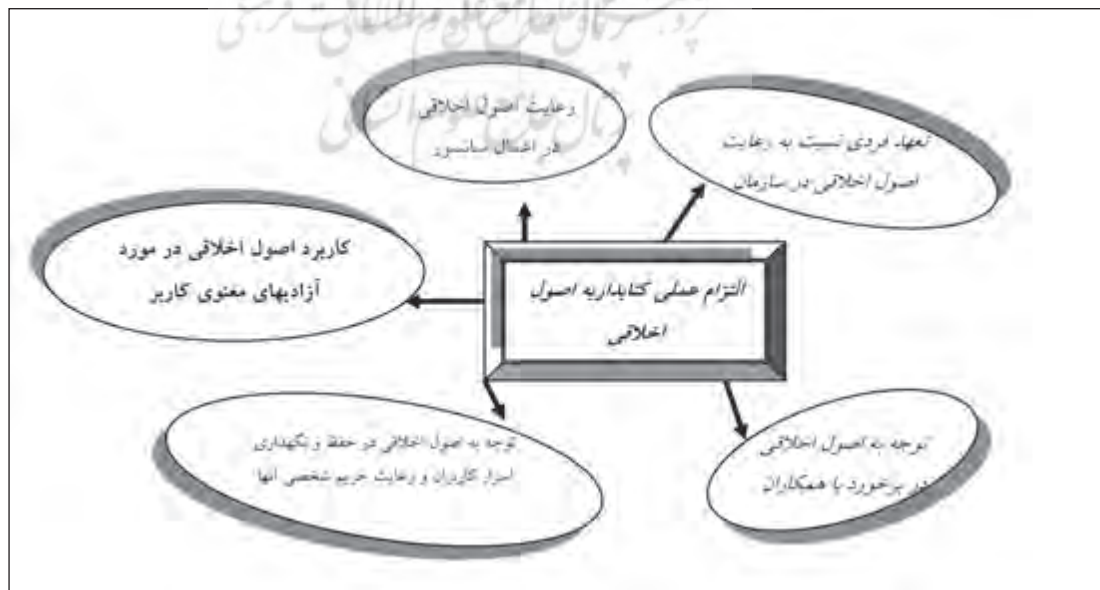 رعایت اصول اخلاقی
در اعمال سانسور
تعهد فردی نسبت به رعایت
اصول اخلاقی در سازمان
کاربرد اصول اخلاقی در مورد
آزادیهای معنوی کاربر
التزام عملی کتابداربه اصول
اخلاقی
توجه به اصول اخلاقی در حفظ و نگهداری
اسرار کاربران و رعایت حریم شخصی آنها
توجه به اصول اخلاقی
در برخورد با همکاران